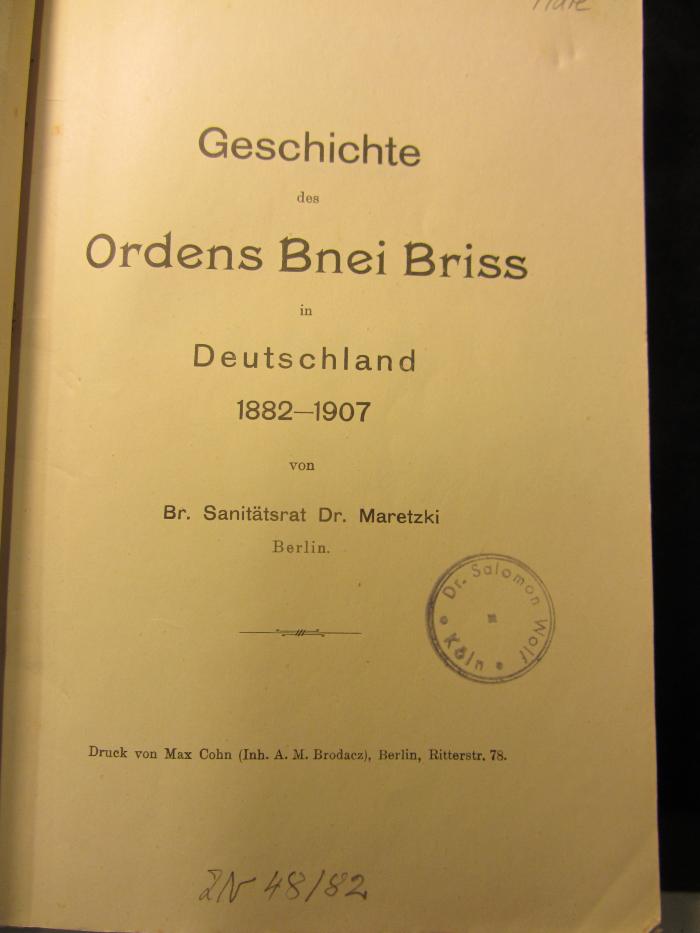 Geschichte
des
Ordens Bnei Briss
in
Deutschland
1882—1907
von
Br. Sanitätsrat Dr. Maretzki
Berlin.
Dr. Salomon Wolf
Köln
Druck von Max Cohn (Inh. A. M. Brodacz), Berlin, Ritterstr. 78.
ZN 48/82